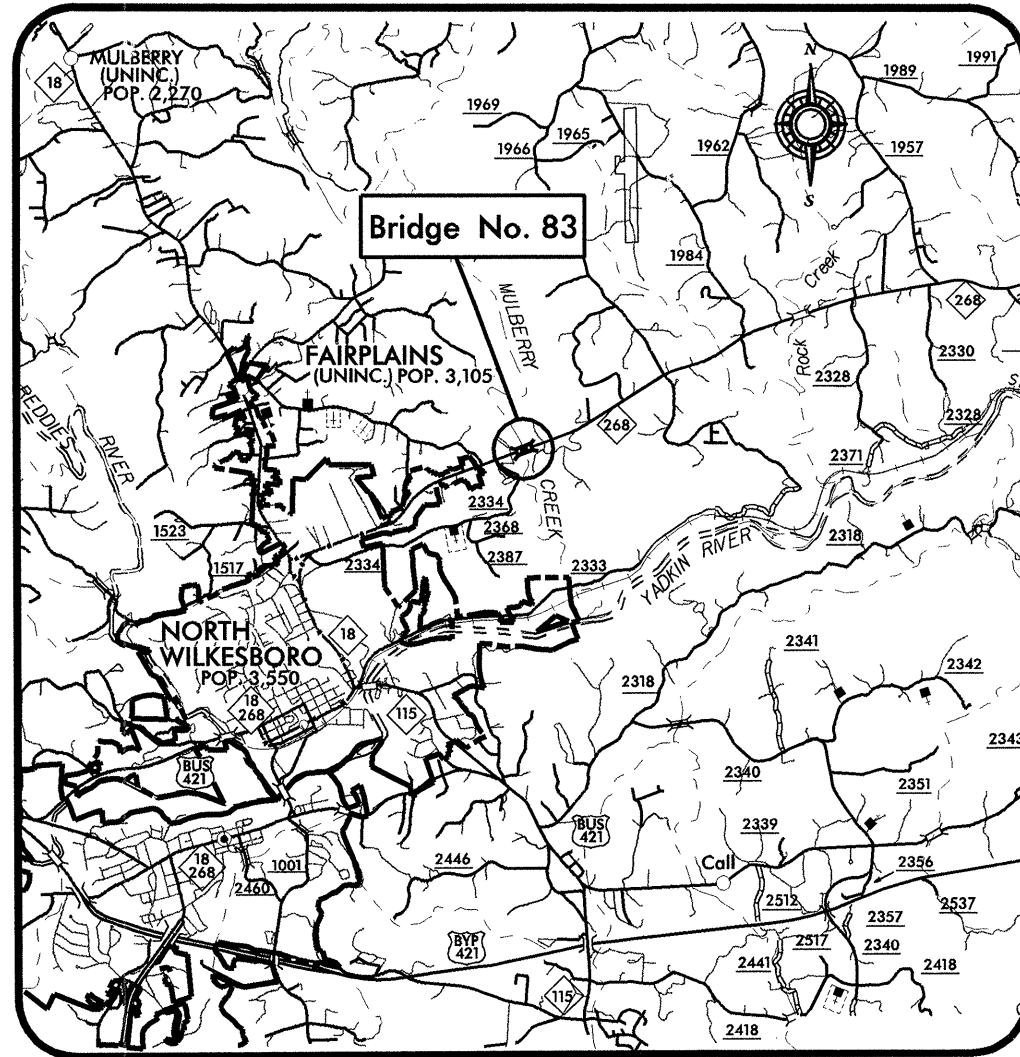 MULBERRY
(UNINC.)
POP. 2,270
18
N
S
1991
1989
1969
1965
1966
1962
1957
Bridge No. 83
1984
Creek
MULBERRY
268
FAIRPLAINS
(UNINC.) POP. 3,105
Rock
2330
2328
REDDIES
RIVER
268
2328
S
2371
2334
CREEK
1523
2368
RIVER
2318
1517
2334
2387
2333
YADKIN
NORTH
WILKESBORO
POP. 3,550
18
2341
2342
2318
18
268
115
2343
BUS
421
2340
2351
BUS
421
2339
18
268
1001
2446
Call
2356
2460
2512
2537
2357
BYP
421
2517
2340
2441
2418
115
2418